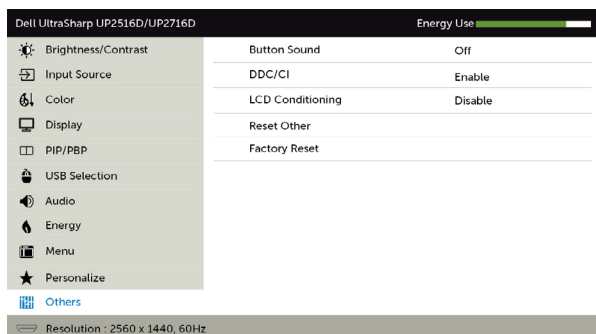 Dell UltraSharp UP2516D/UP2716D Energy Use
Brightness/Contrast Button Sound Off
Input Source DDC/CI Enable
Color LCD Conditioning Disable
Display Reset Other
PIP/PBP Factory Reset
USB Selection
Audio
Energy
Menu
Personalize
Others
Resolution : 2560 x 1440, 60Hz